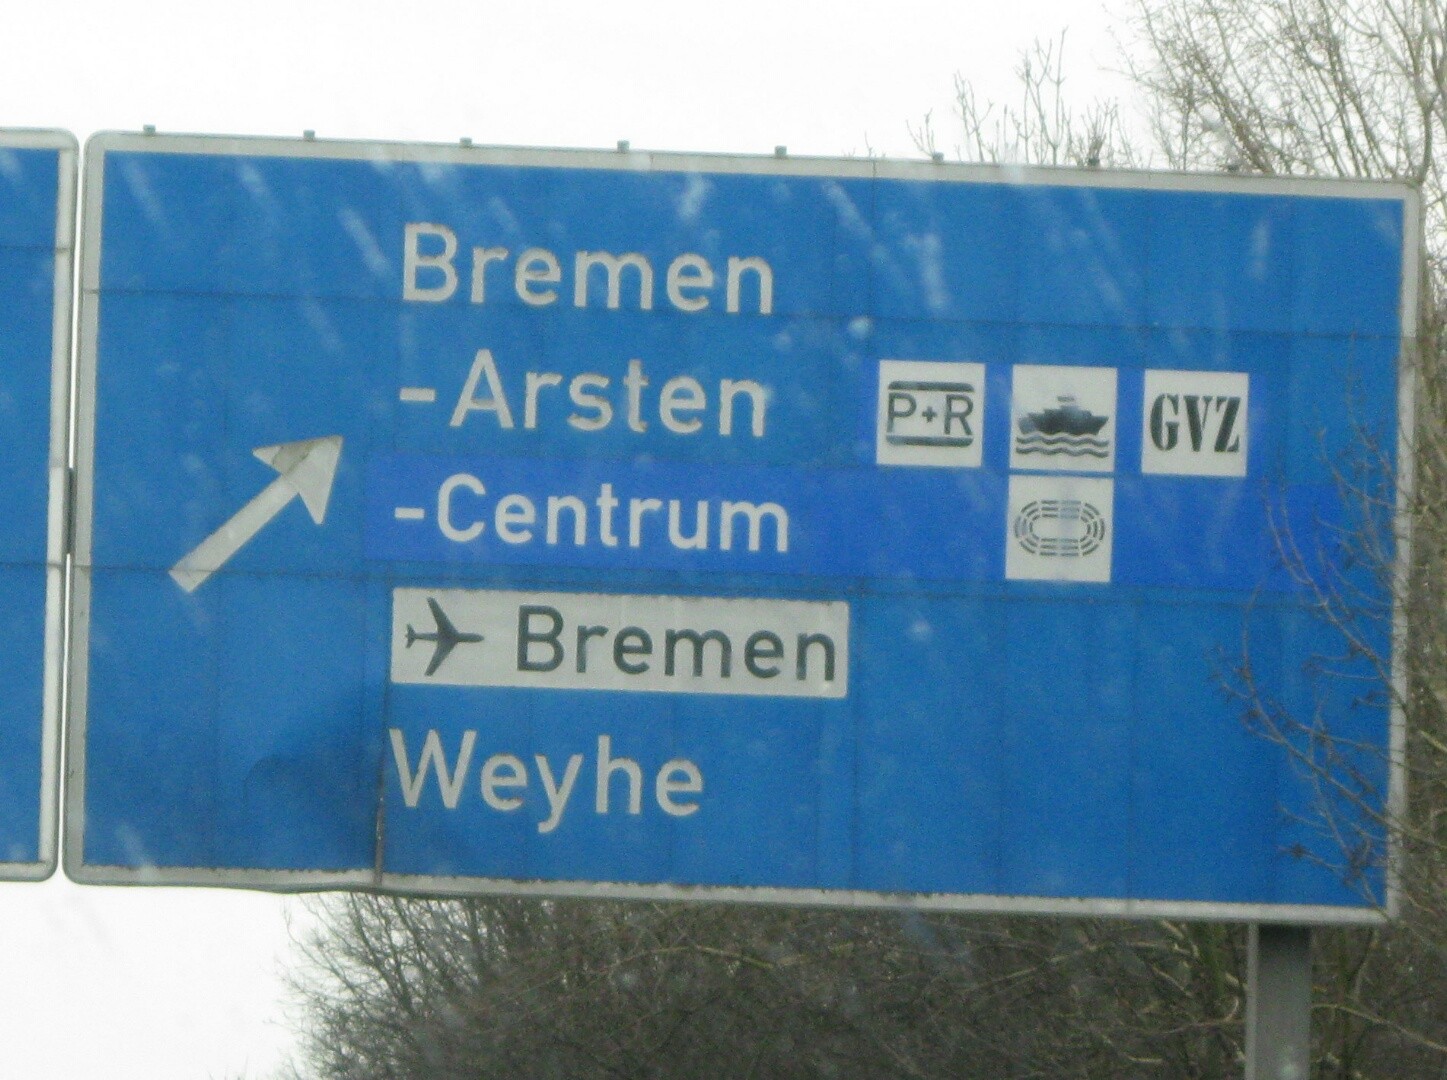 Bremen
-Arsten P+R GVZ
-Centrum
Bremen
Weyhe